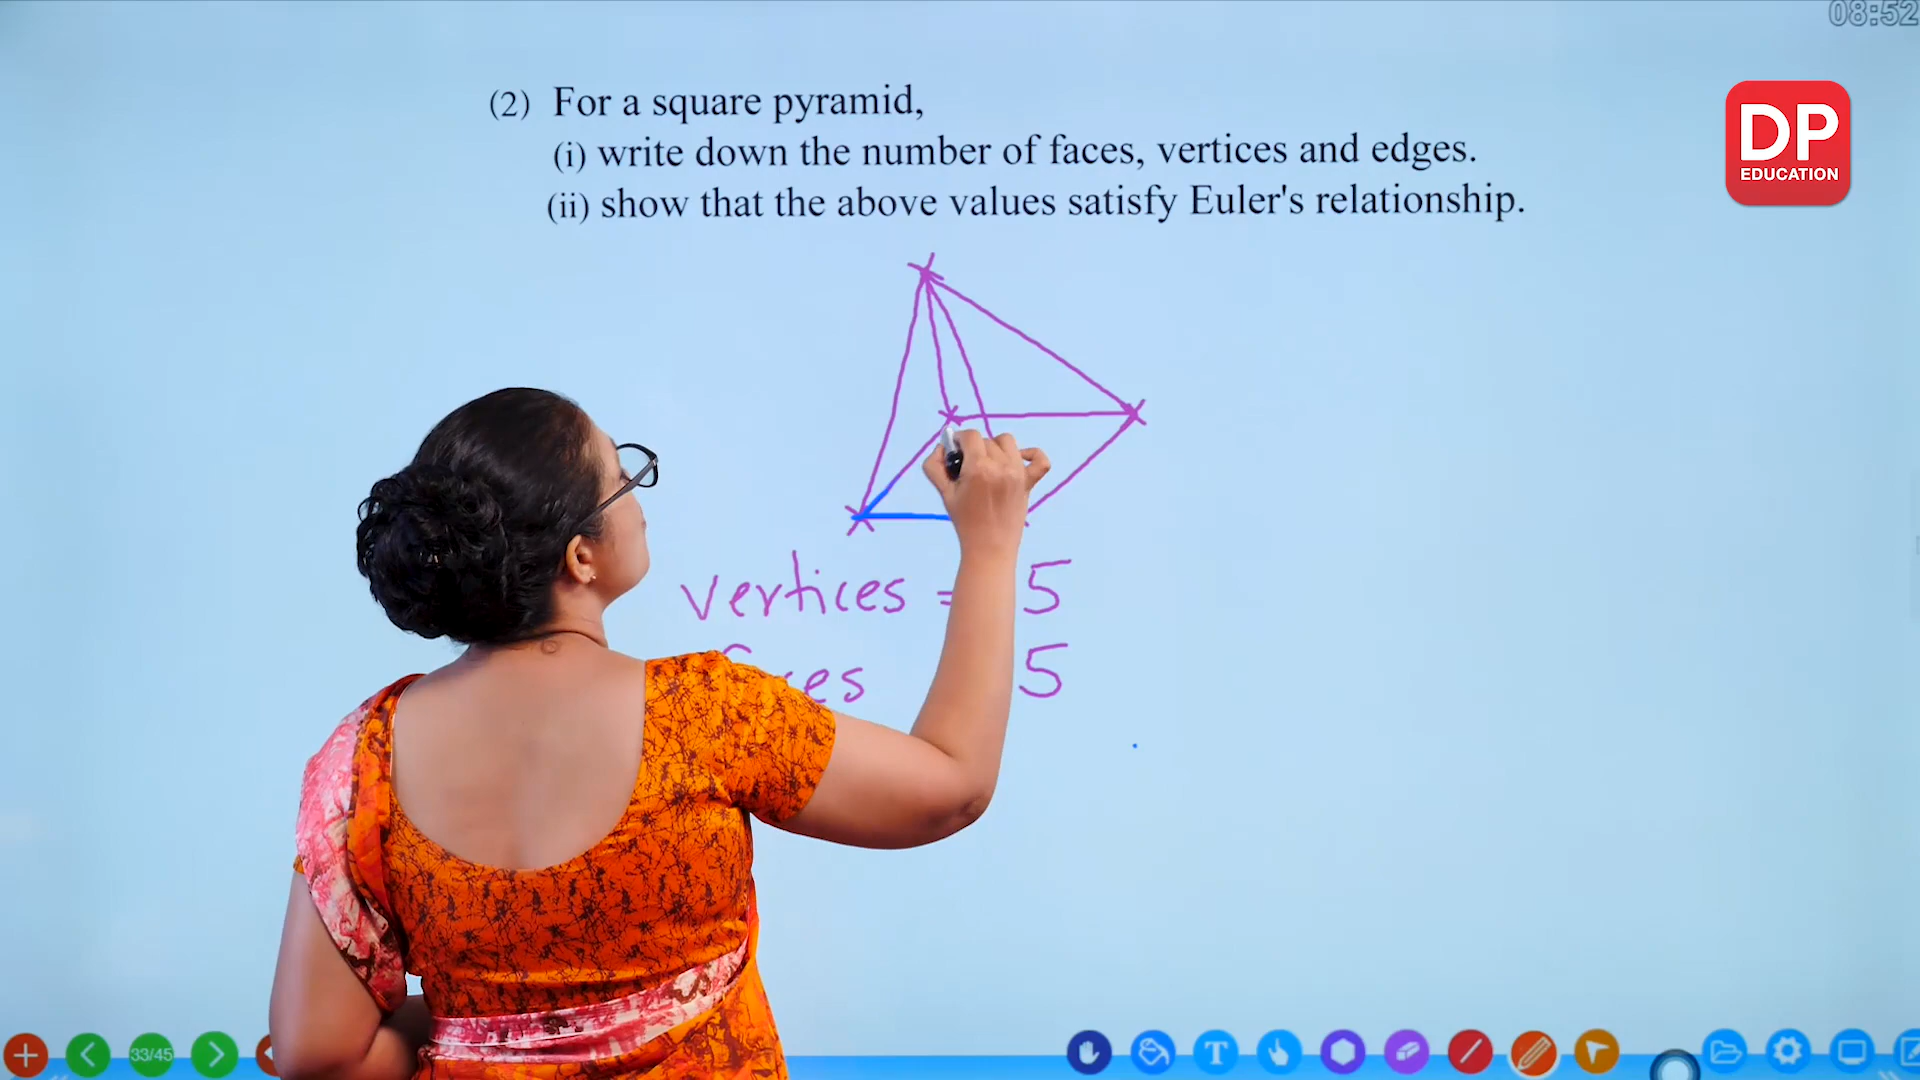 08:52
(2) For a square pyramid,
(i) write down the number of faces, vertices and edges.
(ii) show that the above values satisfy Euler's relationship.
DP
EDUCATION
vertices = 5
5
33/45
T